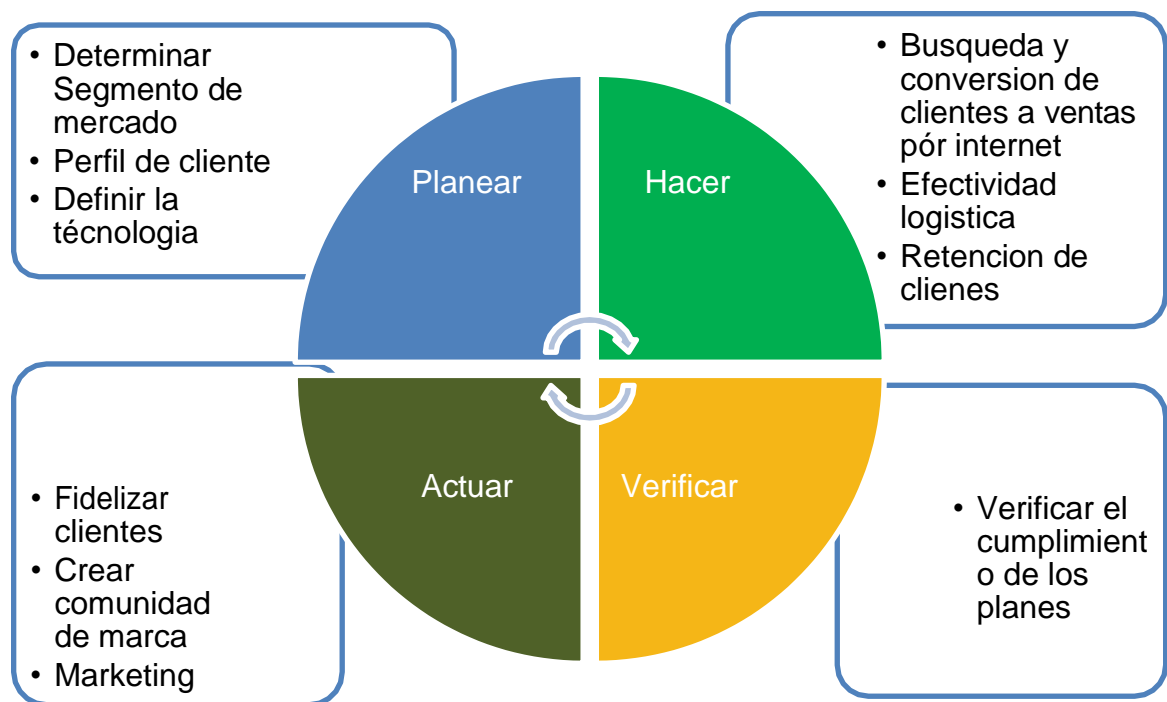 • Determinar
Segmento de
mercado
• Perfil de cliente
• Definir la
técnologia
Planear
Hacer
• Busqueda y
conversion de
clientes a ventas
pór internet
• Efectividad
logistica
• Retencion de
clienes
• Fidelizar
clientes
• Crear
comunidad
de marca
• Marketing
Actuar
Verificar
• Verificar el
cumplimient
o de los
planes